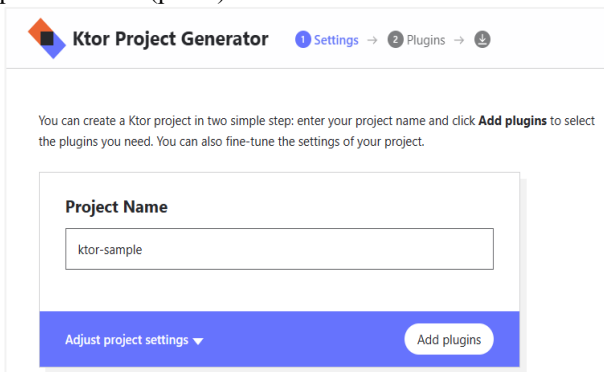 Ktor Project Generator
1 Settings → 2 Plugins →
You can create a Ktor project in two simple step: enter your project name and click Add plugins to select
the plugins you need. You can also fine-tune the settings of your project.
Project Name
ktor-sample
Adjust project settings
Add plugins